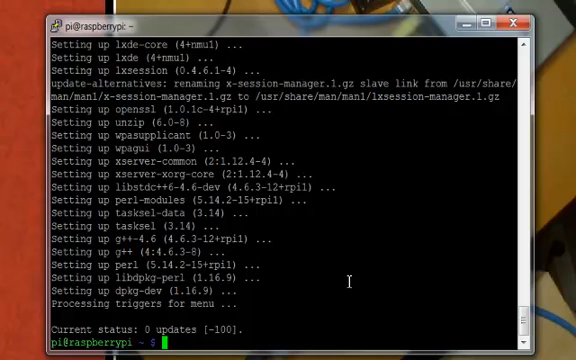 pi@raspberrypi: ~
Setting up lxde-core (4+nmu1) ...
Setting up lxde (4+nmu1) ...
Setting up lxsession (0.4.6.1-4) ...
update-alternatives: renaming x-session-manager.1.gz slave link from /usr/share/
man/man1/x-session-manager.1.gz to /usr/share/man/man1/lxsession-manager.1.gz
Setting up openssl (1.0.1c-4+rpi1) ...
Setting up unzip (6.0-8) ...
Setting up wpasupplicant (1.0-3) ...
Setting up wpagui (1.0-3) ...
Setting up xserver-common (2:1.12.4-4) ...
Setting up xserver-xorg-core (2:1.12.4-4) ...
Setting up libstdc++6-4.6-dev (4.6.3-12+rpi1) ...
Setting up perl-modules (5.14.2-15+rpi1) ...
Setting up tasksel-data (3.14) ...
Setting up tasksel (3.14) ...
Setting up g++-4.6 (4.6.3-12+rpi1) ...
Setting up g++ (4:4.6.3-8) ...
Setting up perl (5.14.2-15+rpi1) ...
Setting up libdpkg-perl (1.16.9) ...
Setting up dpkg-dev (1.16.9) ...
Processing triggers for menu ...
Current status: 0 updates [-100].
pi@raspberrypi ~ $